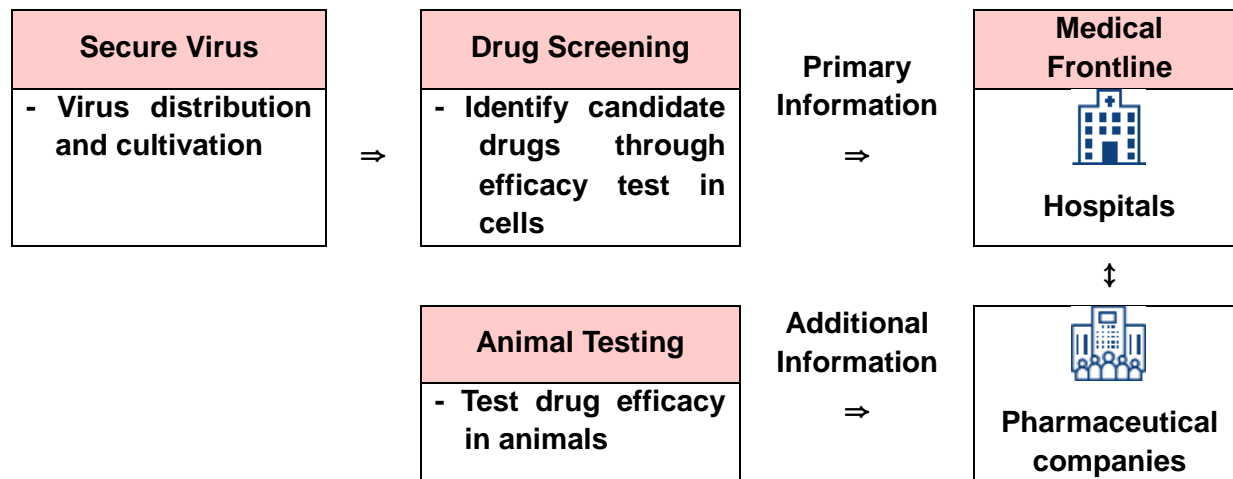 Secure Virus
- Virus distribution
and cultivation
⇒
Drug Screening
- Identify candidate
drugs through
efficacy test in
cells
Primary
Information
⇒
Medical
Frontline
Hospitals
↕
Animal Testing
- Test drug efficacy
in animals
Additional
Information
⇒
Pharmaceutical
companies